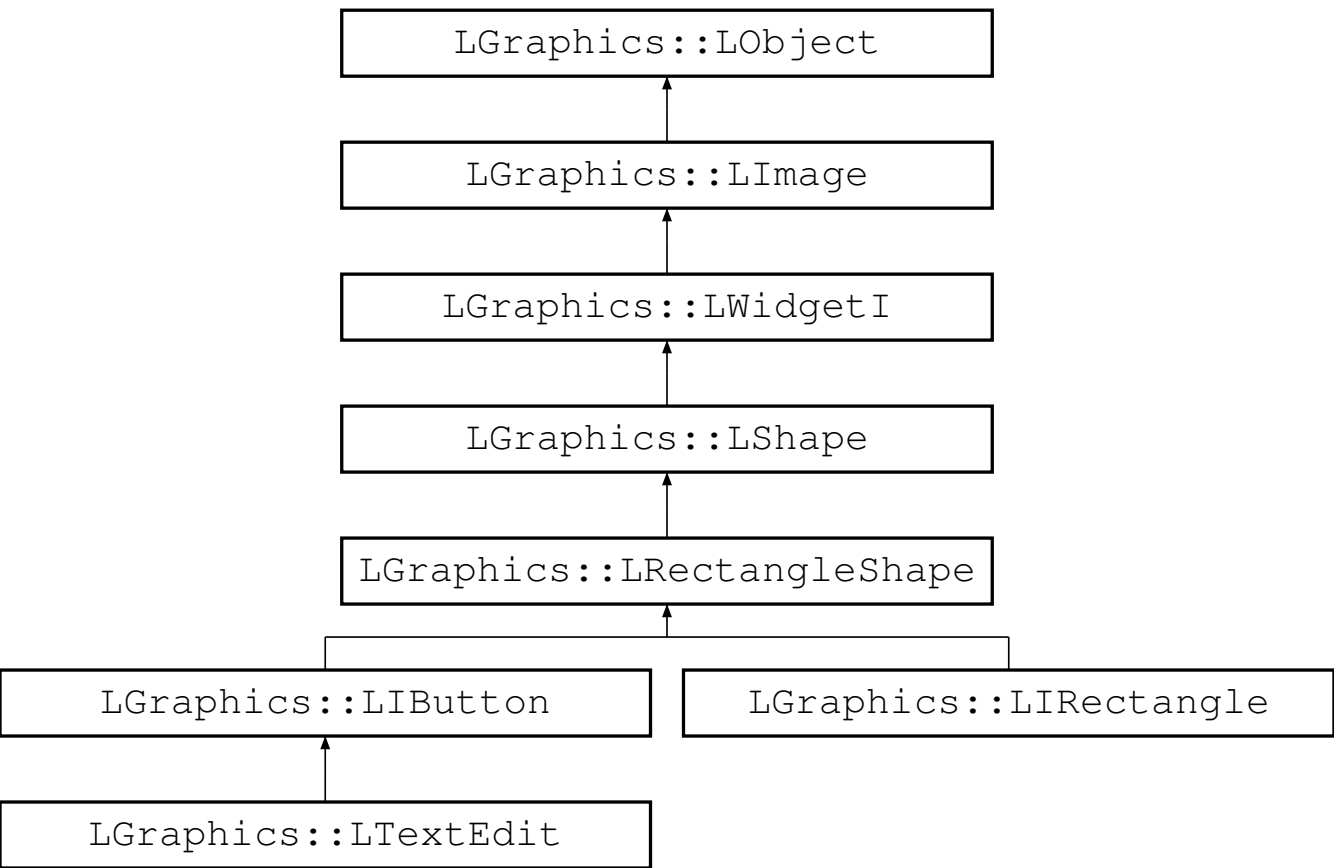 LGraphics::LObject
LGraphics::LImage
LGraphics::LWidgetI
LGraphics::LShape
LGraphics::LRectangleShape
LGraphics::LIButton
LGraphics::LIRectangle
LGraphics::LTextEdit